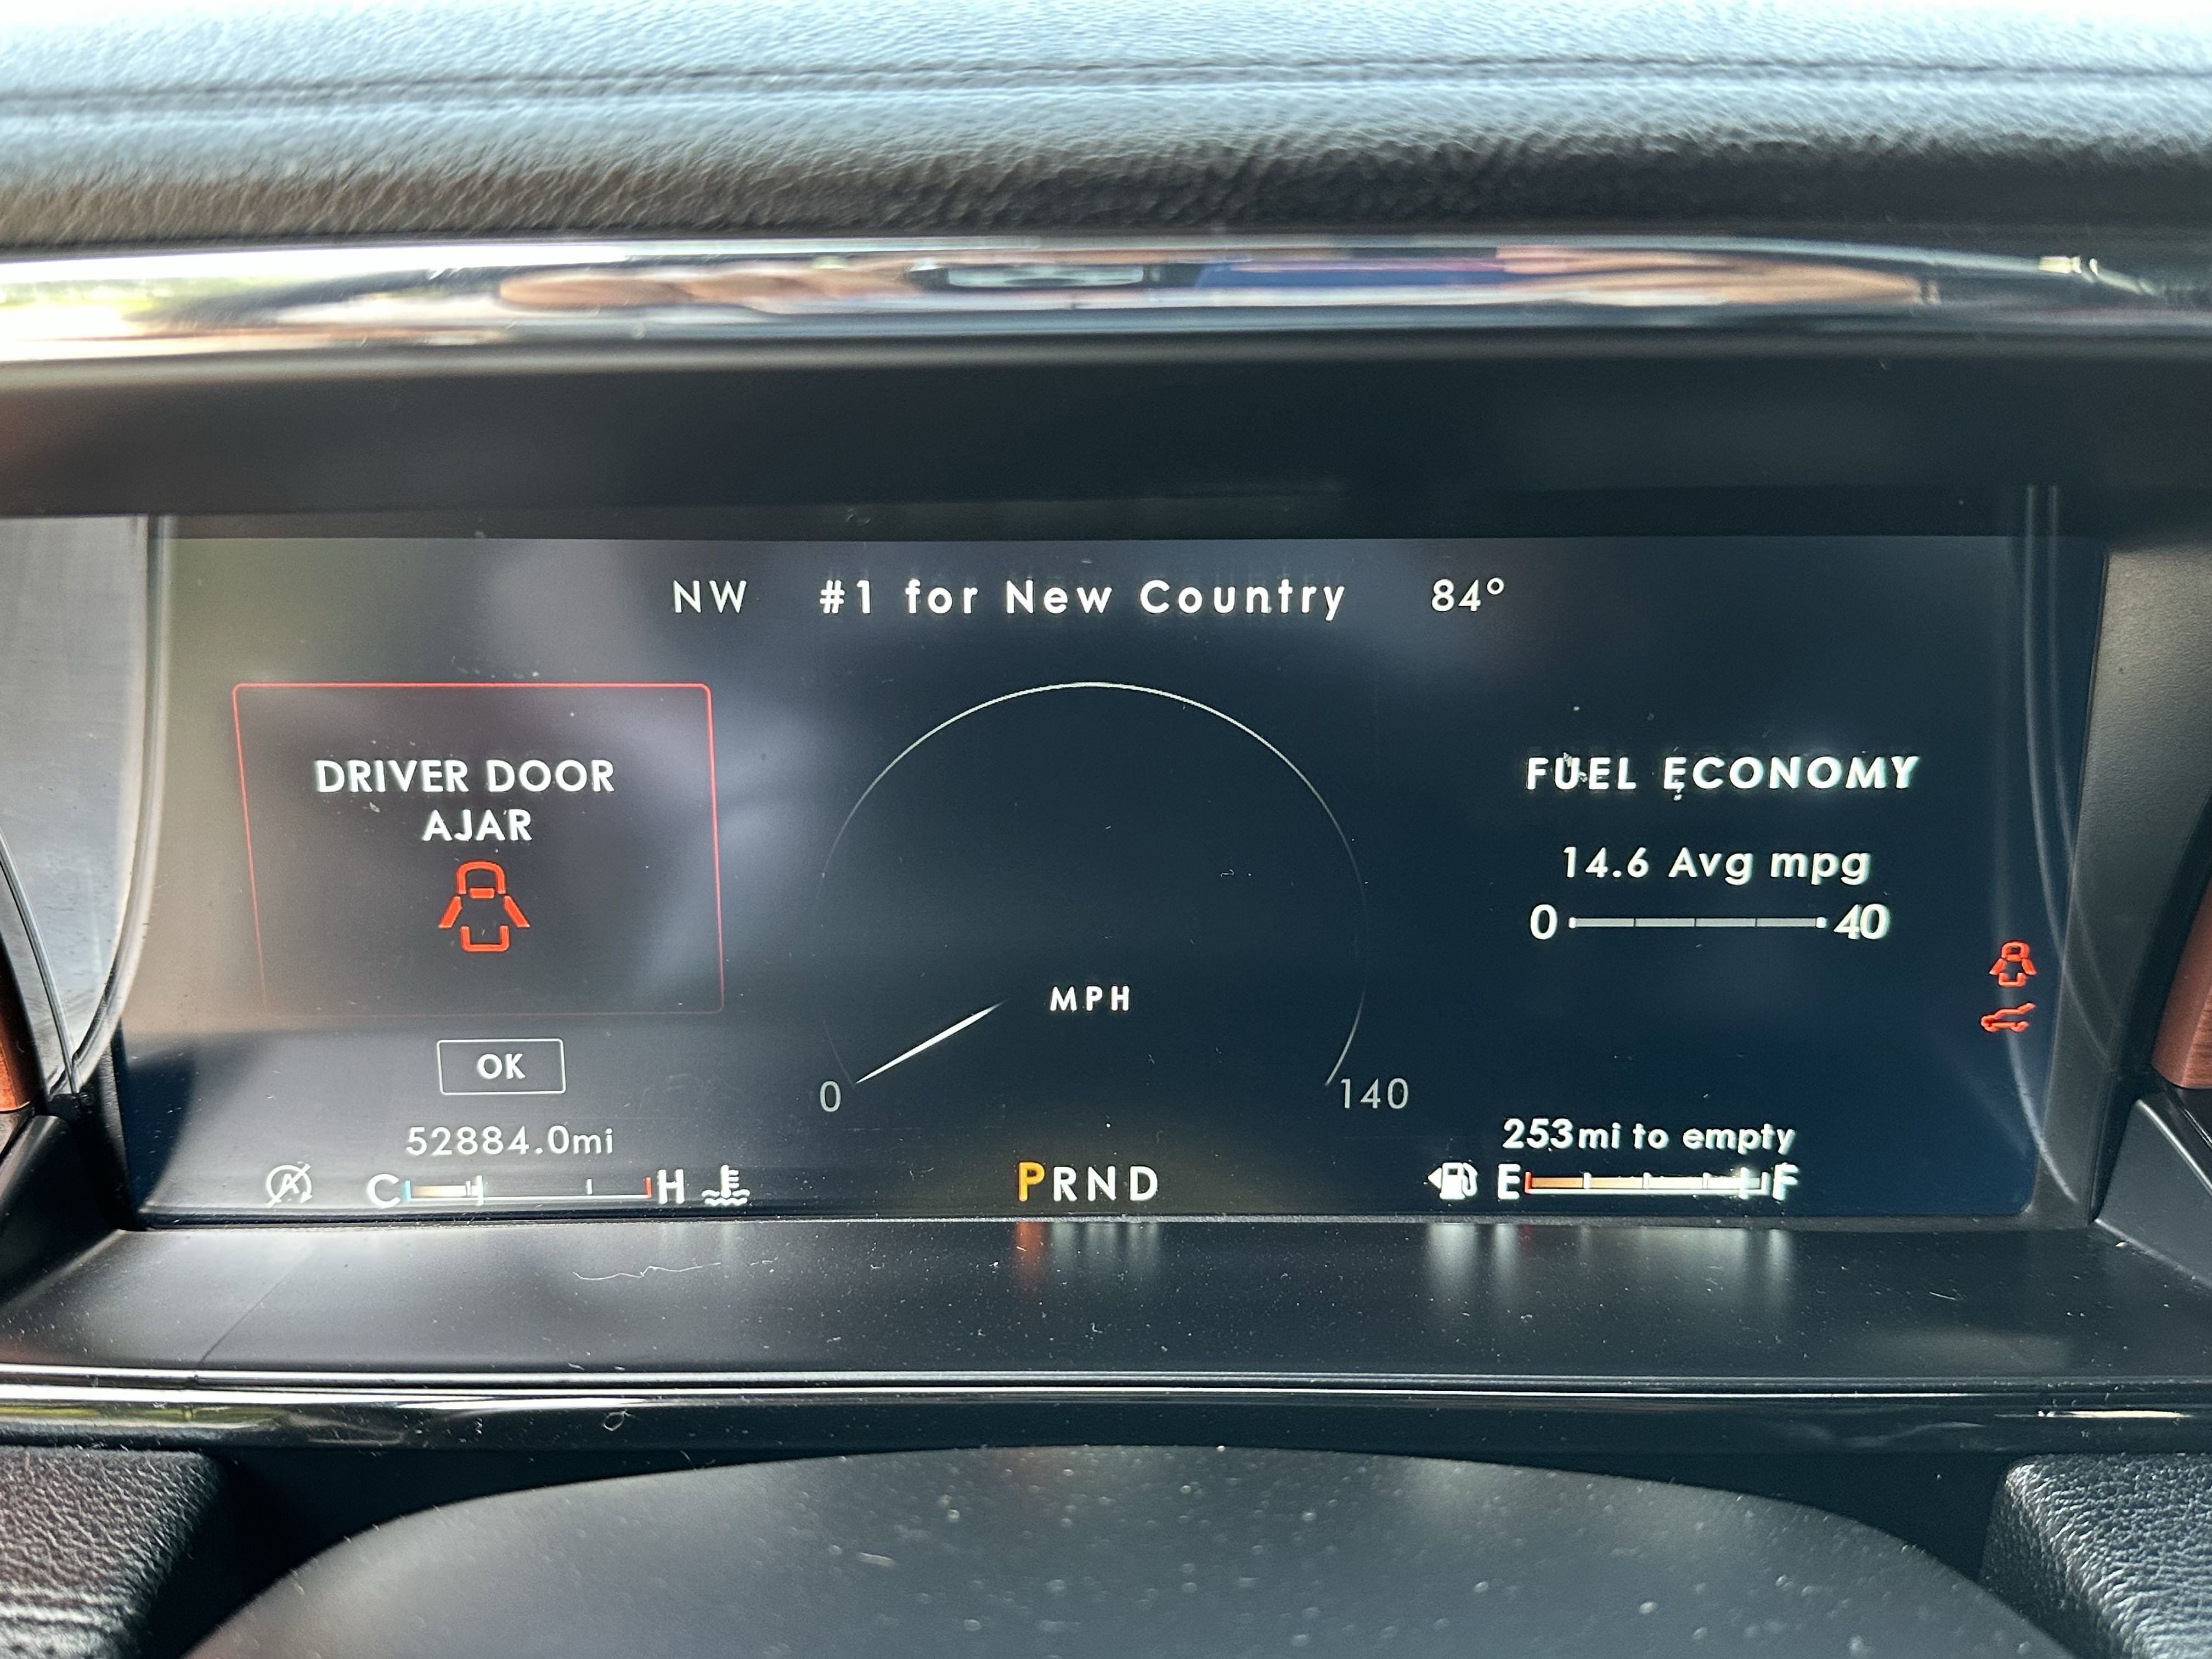 NW #1 for New Country 84°
DRIVER DOOR
AJAR
FUEL ECONOMY
14.6 Avg mpg
0 40
MPH
OK
0 140
52884.0mi
253mi to empty
A C H PRND E F